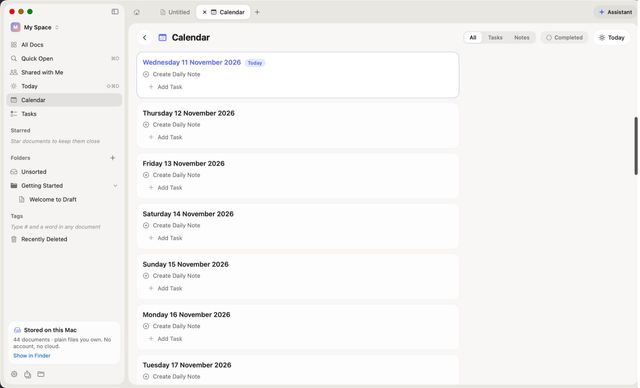 My Space
All Docs
Quick Open ⌘O
Shared with Me
Today ⇧⌘D
Calendar
Tasks
Starred
Star documents to keep them close
Folders
Unsorted
Getting Started
Welcome to Draft
Tags
Type # and a word in any document
Recently Deleted
Stored on this Mac
44 documents · plain files you own. No account, no cloud.
Show in Finder
Untitled
Calendar
Assistant
Calendar
All Tasks Notes Completed Today
Wednesday 11 November 2026 Today
Create Daily Note
Add Task
Thursday 12 November 2026
Create Daily Note
Add Task
Friday 13 November 2026
Create Daily Note
Add Task
Saturday 14 November 2026
Create Daily Note
Add Task
Sunday 15 November 2026
Create Daily Note
Add Task
Monday 16 November 2026
Create Daily Note
Add Task
Tuesday 17 November 2026
Create Daily Note